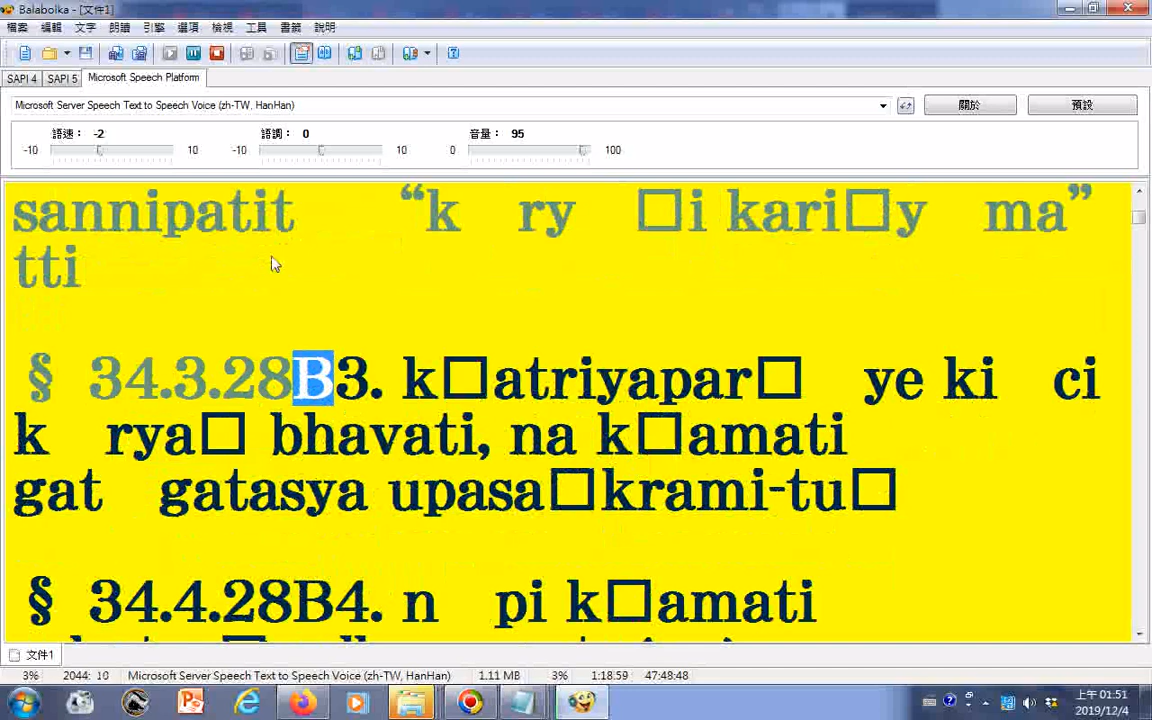 Balabolka - [文件1]
檔案 編輯 文字 朗讀 引擎 選項 檢視 工具 書籤 說明
SAPI 4 SAPI 5 Microsoft Speech Platform
Microsoft Server Speech Text to Speech Voice (zh-TW, HanHan) 關於 預設
語速： -2 語調： 0 音量： 95
-10 10 -10 10 0 100
sannipatit “k ry □i kari□y ma”
tti
§ 34.3.28B3. k□atriyapar□ ye ki ci
k rya□ bhavati, na k□amati
gat gatasya upasa□krami-tu□
§ 34.4.28B4. n pi k□amati
文件1
3% 2044: 10 Microsoft Server Speech Text to Speech Voice (zh-TW, HanHan) 1.11 MB 3% 1:18:59 47:48:48
上午 01:51
2019/12/4